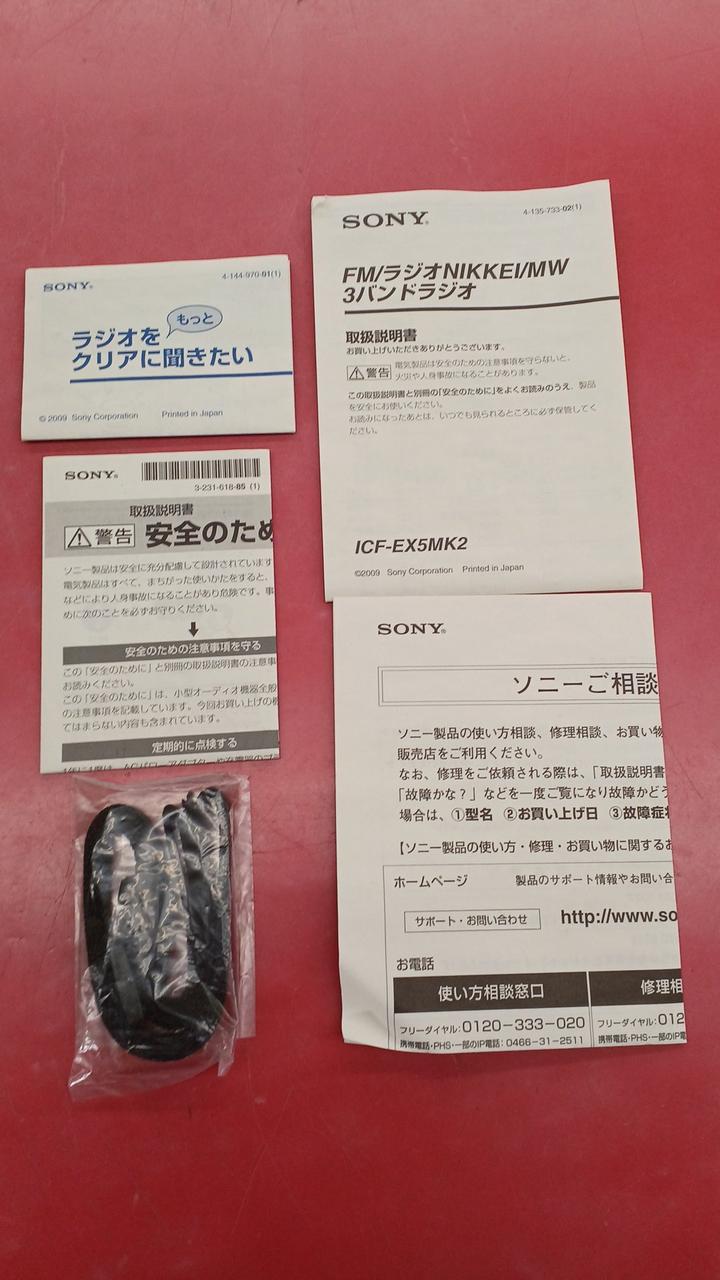 SONY®
4-144-970-01(1)
もっと
ラジオを
クリアに聞きたい
©2009 Sony Corporation Printed in Japan
SONY®
4-135-733-02(1)
FM/ラジオNIKKEI/MW
3バンドラジオ
取扱説明書
お買い上げいただきありがとうございます。
警告 電気製品は安全のための注意事項を守らないと、
火災や人身事故になることがあります。
この取扱説明書と別冊の「安全のために」をよくお読みのうえ、製品
を安全にお使いください。
お読みになったあとは、いつでも見られるところに必ず保管してく
ださい。
ICF-EX5MK2
©2009 Sony Corporation Printed in Japan
SONY®
3-231-618-85 (1)
取扱説明書
警告 安全のため
ソニー製品は安全に充分配慮して設計されています
電気製品はすべて、まちがった使いかたをすると、
などにより人身事故になることがあり危険です。事
めに次のことを必ずお守りください。
安全のための注意事項を守る
この「安全のために」と別冊の取扱説明書の注意事
お読みください。
この「安全のために」は、小型オーディオ機器全般
の注意事項を記載しています。今回お買い上げの機
てはまらない内容も含まれています。
定期的に点検する
SONY®
ソニーご相談
ソニー製品の使い方相談、修理相談、お買い物
販売店をご利用ください。
なお、修理をご依頼される際は、「取扱説明書
「故障かな？」などを一度ご覧になり故障かどう
場合は、①型名 ②お買い上げ日 ③故障症状
【ソニー製品の使い方・修理・お買い物に関するお
ホームページ 製品のサポート情報やお問い合
サポート・お問い合わせ http://www.so
お電話
使い方相談窓口 修理相
フリーダイヤル：0120-333-020 フリーダイヤル：012
携帯電話・PHS・一部のIP電話：0466-31-2511 携帯電話・PHS・一部のIP電